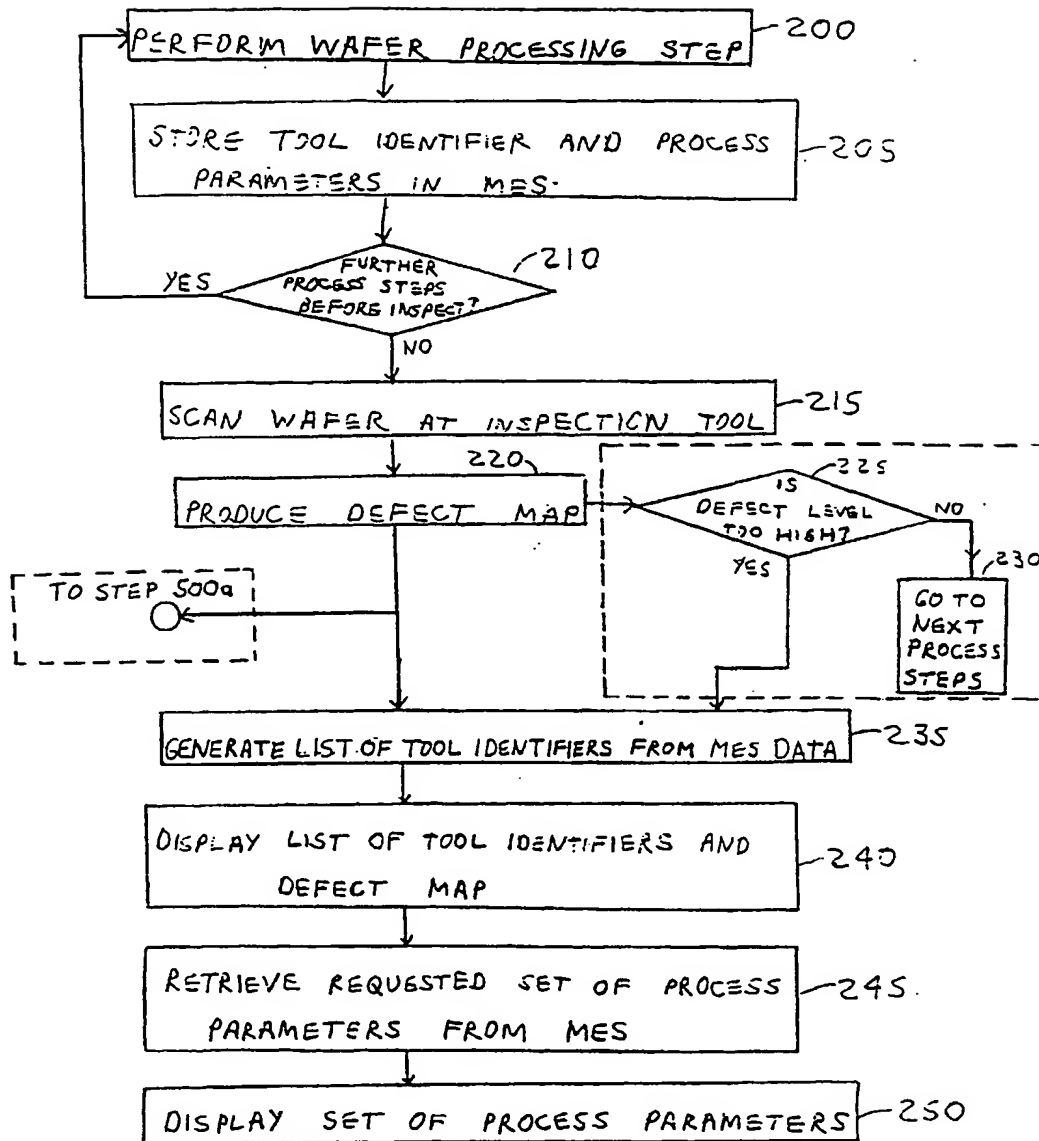 PERFORM WAFER PROCESSING STEP
200
STORE TOOL IDENTIFIER AND PROCESS
PARAMETERS IN MES.
205
FURTHER
PROCESS STEPS
BEFORE INSPECT?
210
YES
NO
SCAN WAFER AT INSPECTION TOOL
215
PRODUCE DEFECT MAP
220
IS
DEFECT LEVEL
TOO HIGH?
225
NO
YES
230
GO TO
NEXT
PROCESS
STEPS
TO STEP 500a
GENERATE LIST OF TOOL IDENTIFIERS FROM MES DATA
235
DISPLAY LIST OF TOOL IDENTIFIERS AND
DEFECT MAP
240
RETRIEVE REQUESTED SET OF PROCESS
PARAMETERS FROM MES
245
DISPLAY SET OF PROCESS PARAMETERS
250